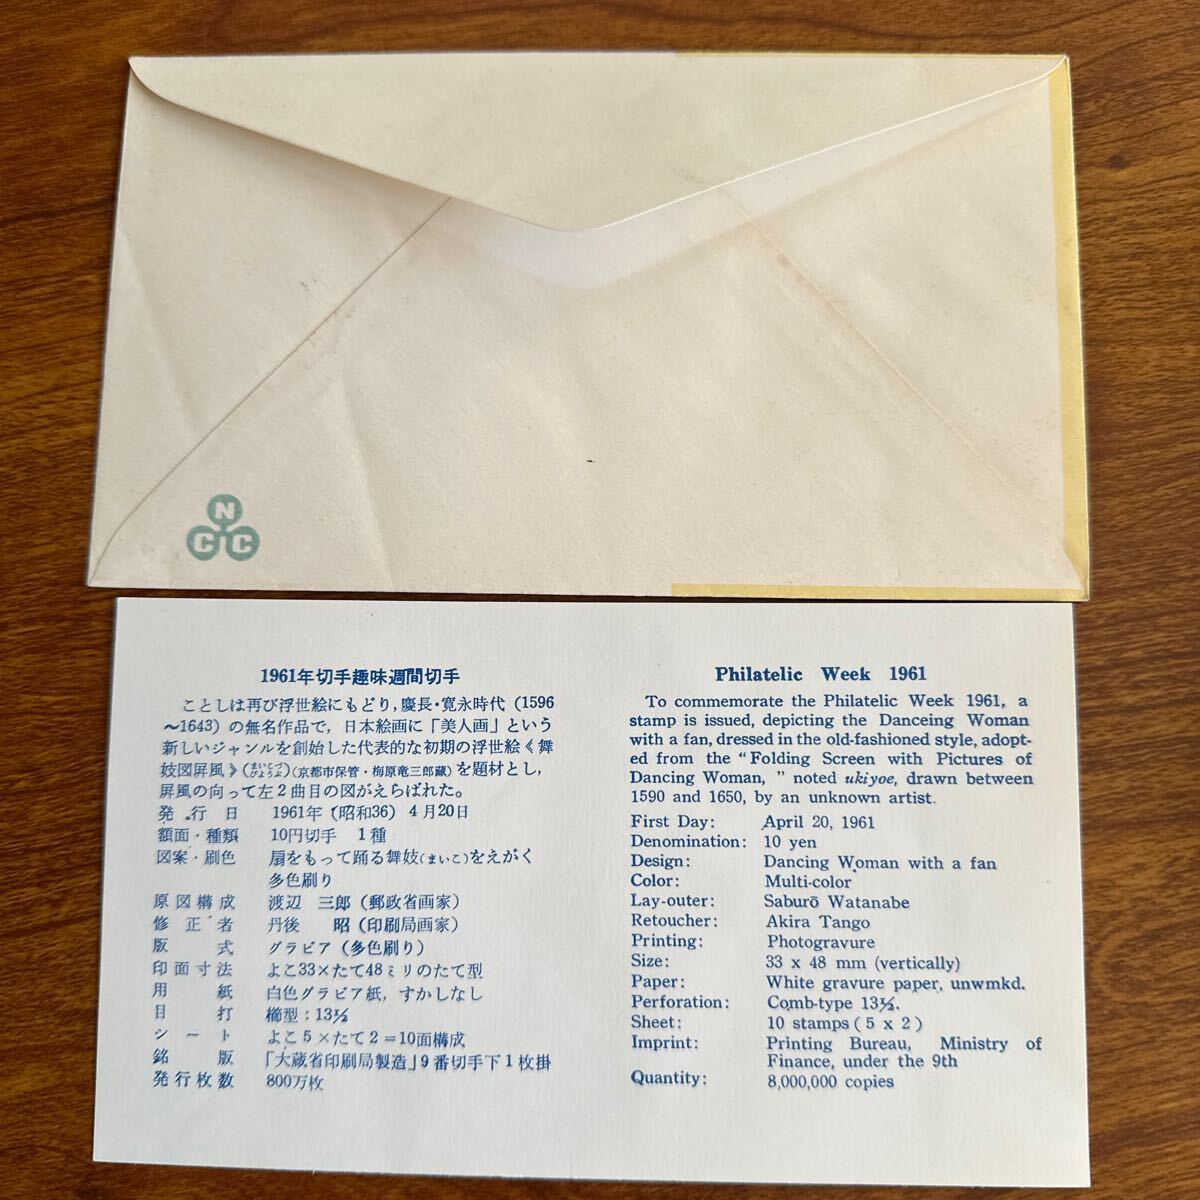 N
C C
1961年切手趣味週間切手
ことしは再び浮世絵にもどり,慶長・寛永時代(1596
～1643)の無名作品で,日本絵画に「美人画」という
新しいジャンルを創始した代表的な初期の浮世絵《舞
妓図屏風》(まいこづびょうぶ)(京都市保管・梅原竜三郎蔵)を題材とし,
屏風の向って左2曲目の図がえらばれた。
発行日 1961年(昭和36)4月20日
額面・種類 10円切手 1種
図案・刷色 扇をもって踊る舞妓(まいこ)をえがく
多色刷り
原図構成 渡辺 三郎(郵政省画家)
修正者 丹後 昭(印刷局画家)
版式 グラビア(多色刷り)
印面寸法 よこ33×たて48ミリのたて型
用紙 白色グラビア紙,すかしなし
目打 櫛型:13½
シート よこ5×たて2=10面構成
銘版 「大蔵省印刷局製造」9番切手下1枚掛
発行枚数 800万枚
Philatelic Week 1961
To commemorate the Philatelic Week 1961, a
stamp is issued, depicting the Danceing Woman
with a fan, dressed in the old-fashioned style, adopt-
ed from the "Folding Screen with Pictures of
Dancing Woman, " noted ukiyoe, drawn between
1590 and 1650, by an unknown artist.
First Day: April 20, 1961
Denomination: 10 yen
Design: Dancing Woman with a fan
Color: Multi-color
Lay-outer: Saburō Watanabe
Retoucher: Akira Tango
Printing: Photogravure
Size: 33 x 48 mm (vertically)
Paper: White gravure paper, unwmkd.
Perforation: Comb-type 13½.
Sheet: 10 stamps ( 5 x 2 )
Imprint: Printing Bureau, Ministry of
Finance, under the 9th
Quantity: 8,000,000 copies